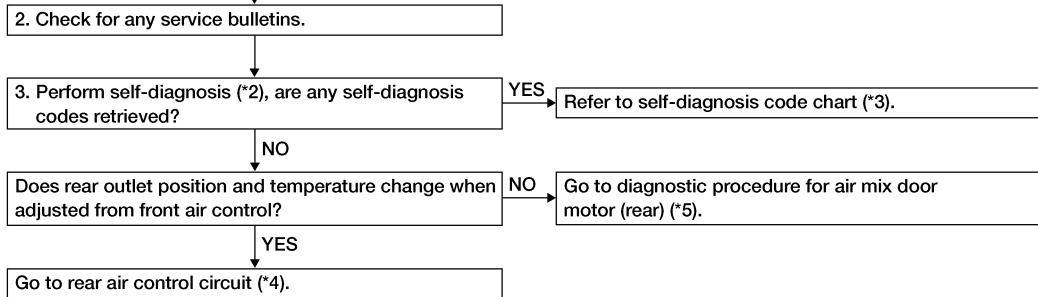 2. Check for any service bulletins.
3. Perform self-diagnosis (*2), are any self-diagnosis
codes retrieved?
YES
Refer to self-diagnosis code chart (*3).
NO
Does rear outlet position and temperature change when
adjusted from front air control?
NO
Go to diagnostic procedure for air mix door
motor (rear) (*5).
YES
Go to rear air control circuit (*4).